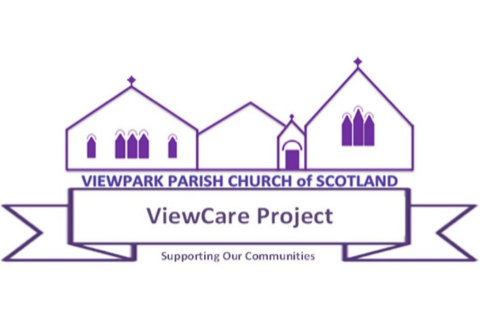 VIEWPARK PARISH CHURCH of SCOTLAND
ViewCare Project
Supporting Our Communities